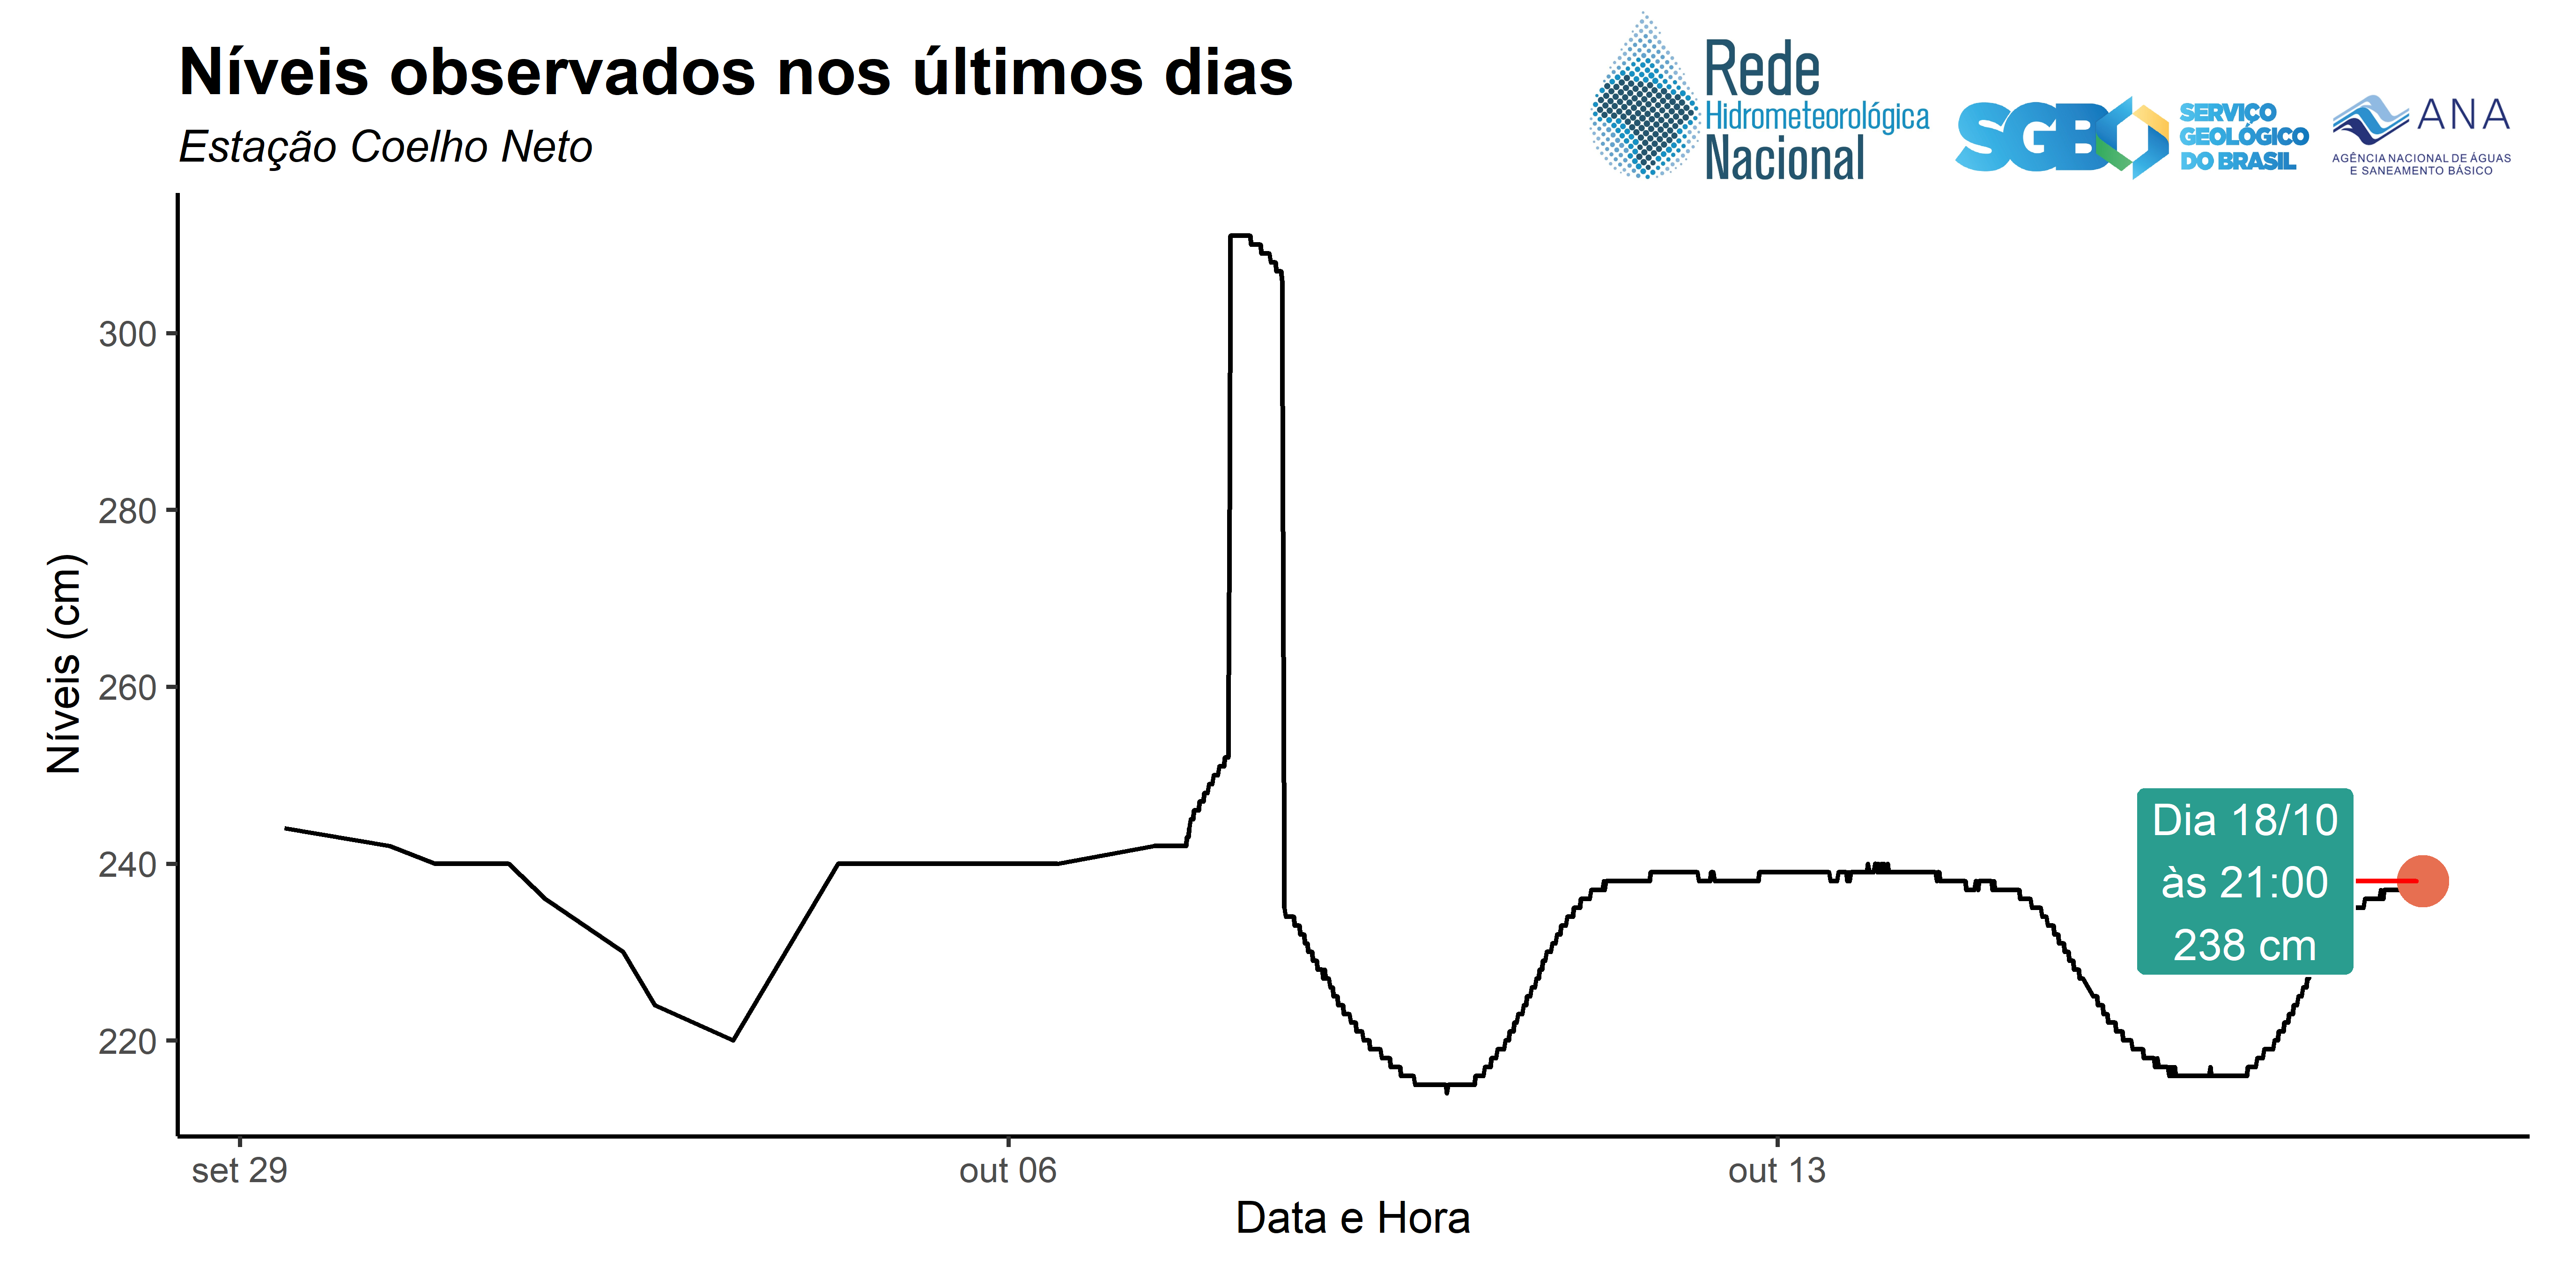 Níveis observados nos últimos dias
Estação Coelho Neto
Rede
Hidrometeorológica
Nacional
SGB
SERVIÇO
GEOLÓGICO
DO BRASIL
ANA
AGÊNCIA NACIONAL DE ÁGUAS
E SANEAMENTO BÁSICO
Níveis (cm)
300
280
260
240
220
Dia 18/10
às 21:00
238 cm
set 29
out 06
out 13
Data e Hora